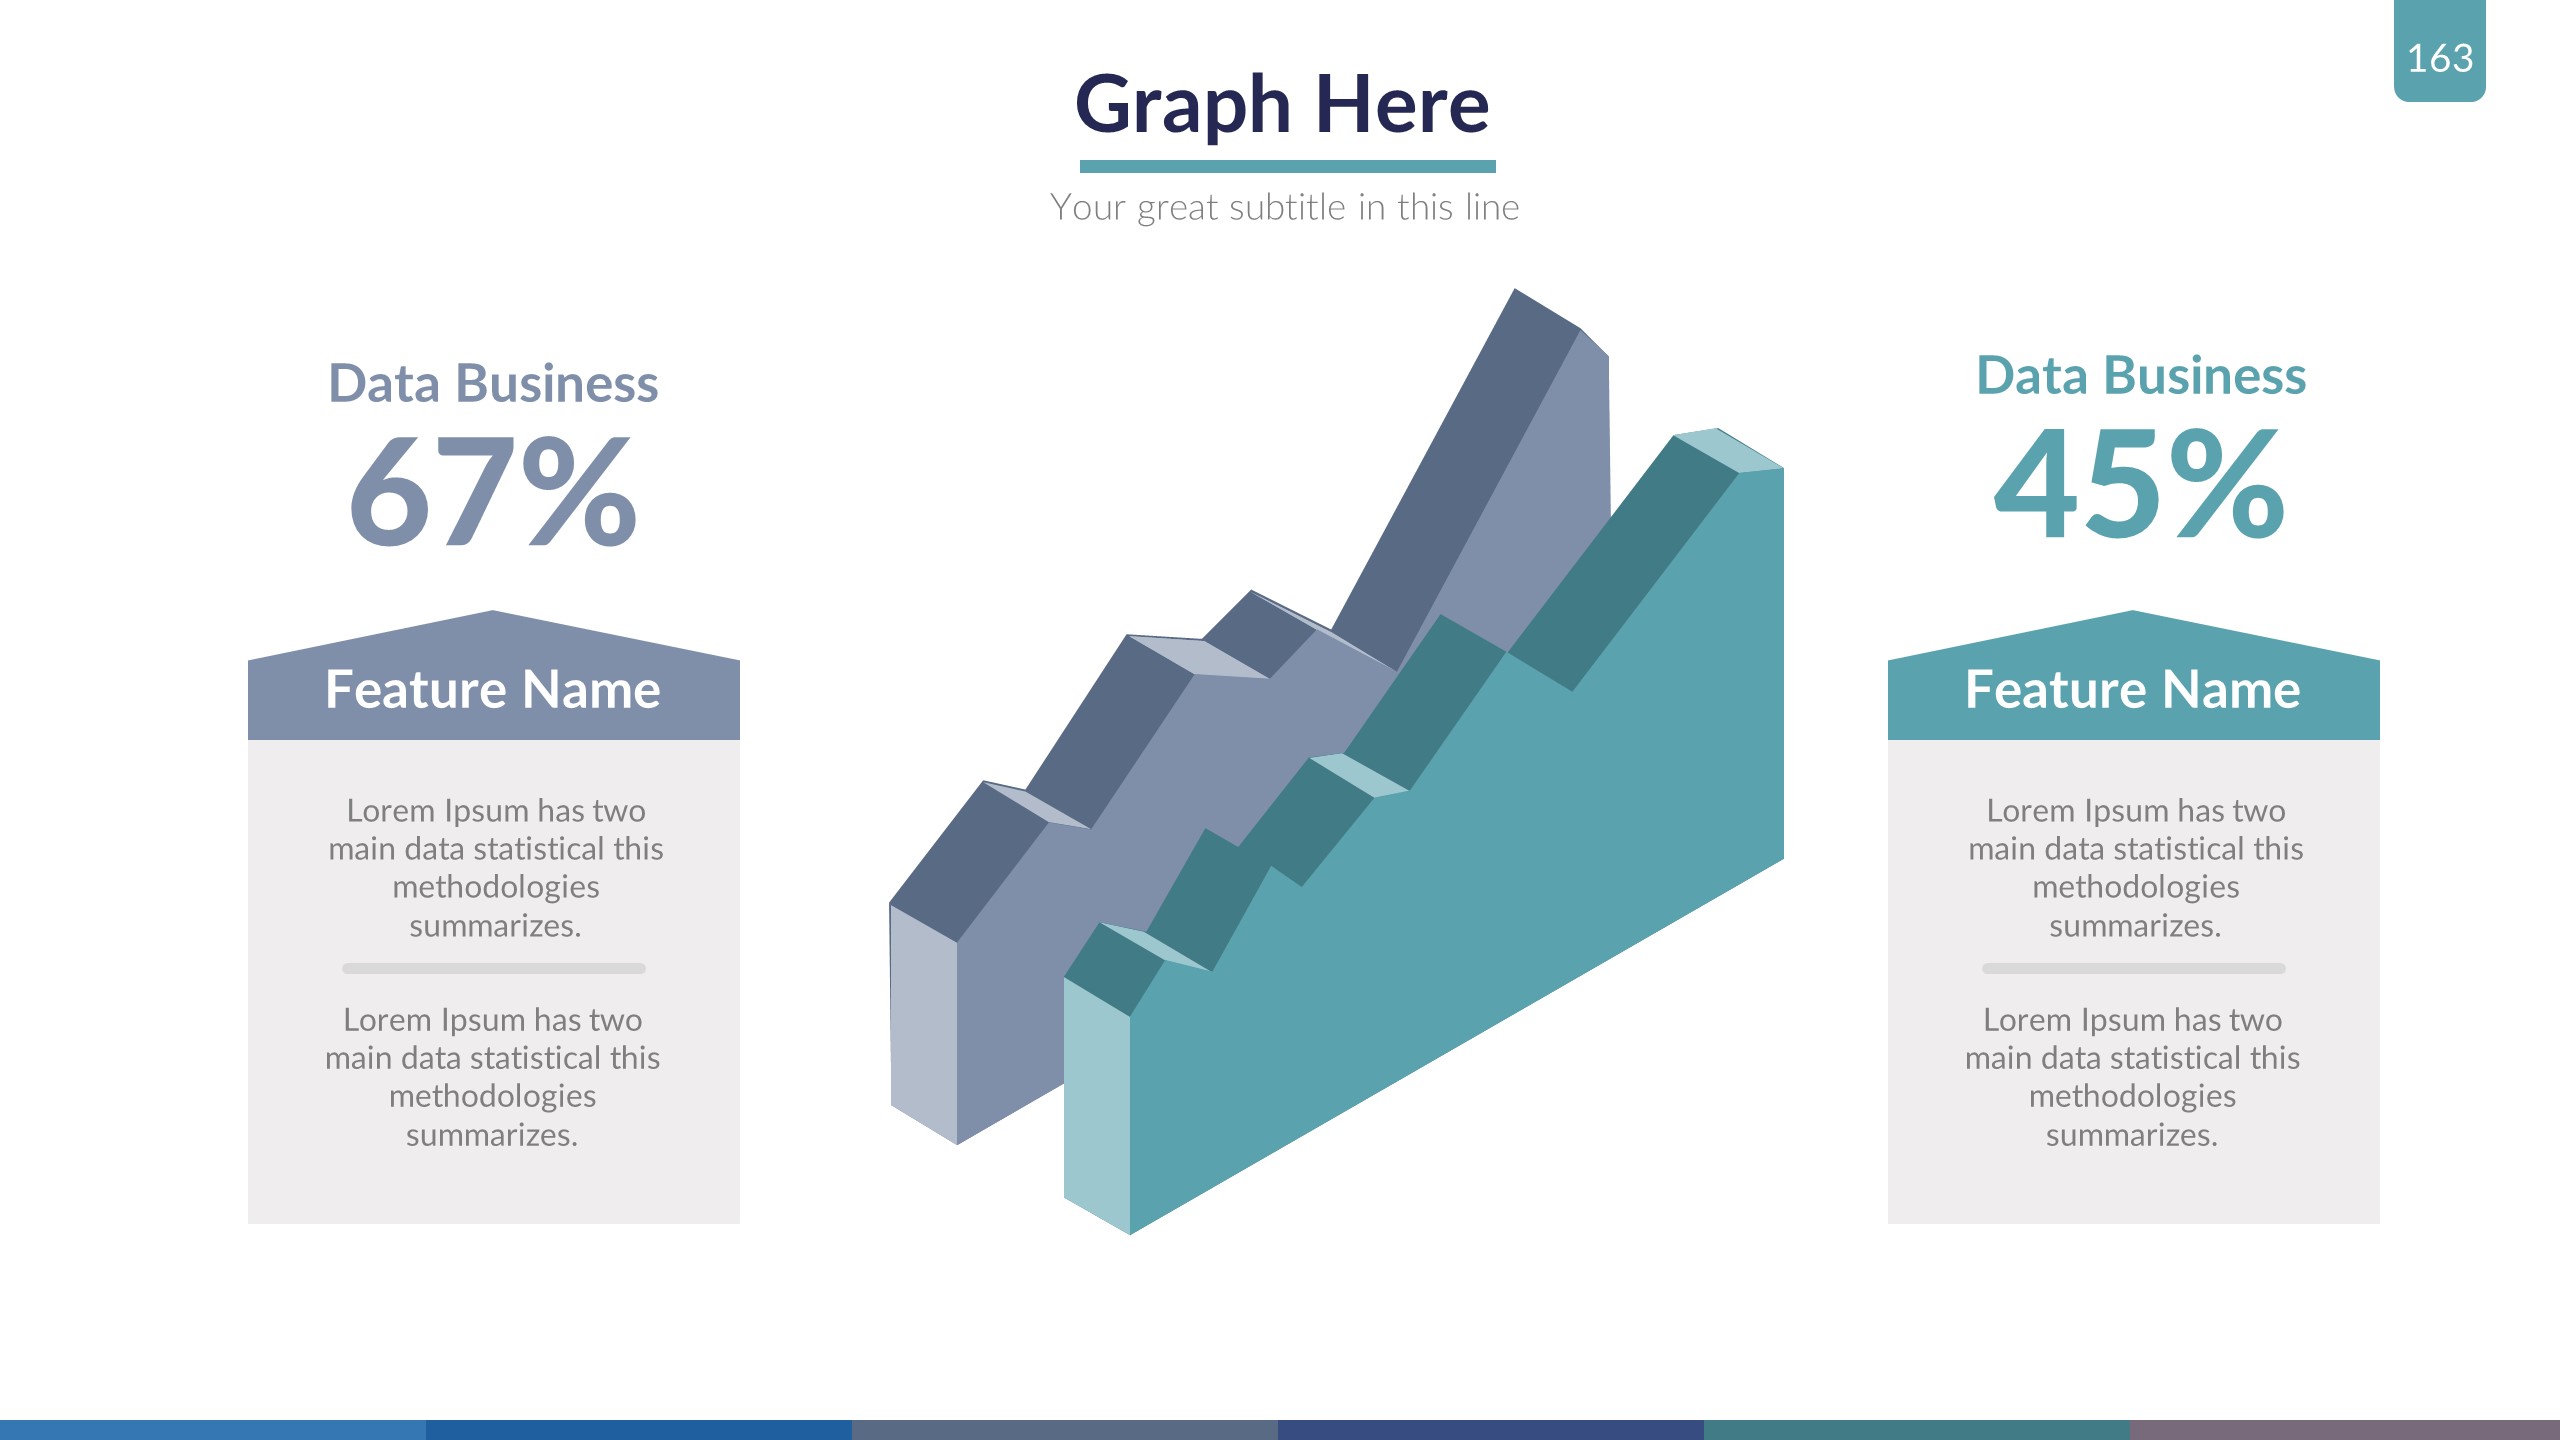 163
Graph Here
Your great subtitle in this line
Data Business
67%
Feature Name
Lorem Ipsum has two
main data statistical this
methodologies
summarizes.
Lorem Ipsum has two
main data statistical this
methodologies
summarizes.
Data Business
45%
Feature Name
Lorem Ipsum has two
main data statistical this
methodologies
summarizes.
Lorem Ipsum has two
main data statistical this
methodologies
summarizes.